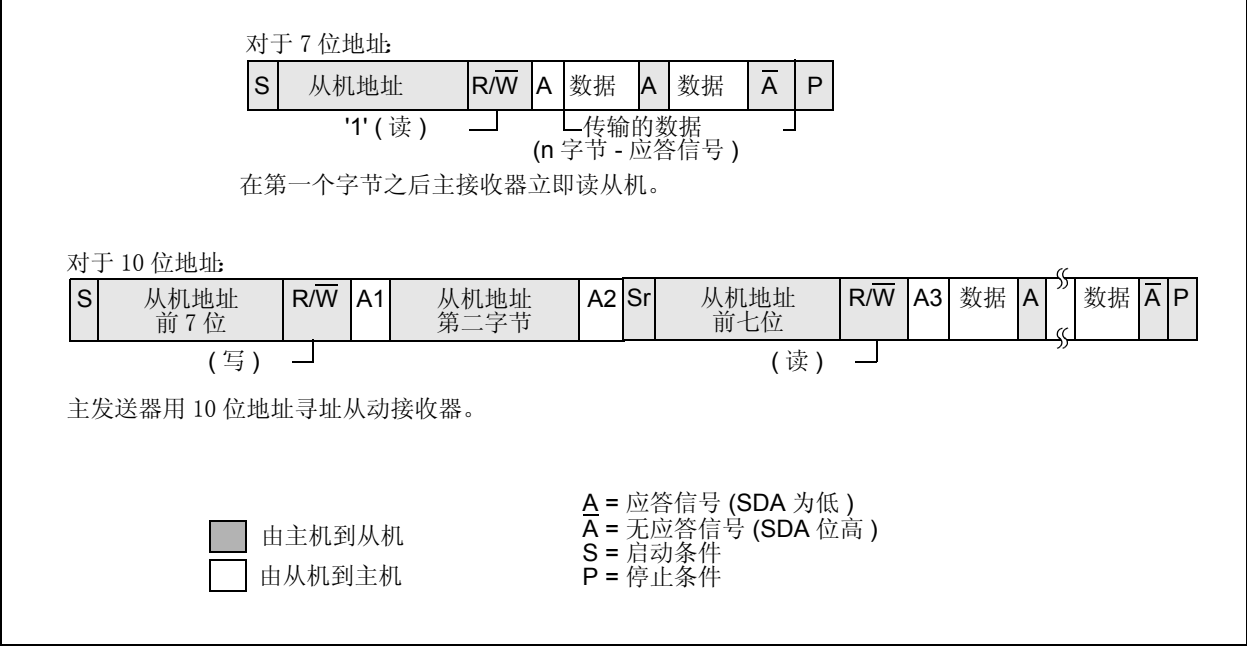 对于 7 位地址:
S 从机地址 R/W̅ A 数据 A 数据 A̅ P
'1' ( 读 ) 传输的数据
(n 字节 - 应答信号 )
在第一个字节之后主接收器立即读从机。
对于 10 位地址:
S 从机地址 R/W̅ A1 从机地址 A2 Sr 从机地址 R/W̅ A3 数据 A 数据 A̅ P
前 7 位 第二字节 前七位
( 写 ) ( 读 )
主发送器用 10 位地址寻址从动接收器。
由主机到从机
由从机到主机
A = 应答信号 (SDA 为低 )
A̅ = 无应答信号 (SDA 位高 )
S = 启动条件
P = 停止条件